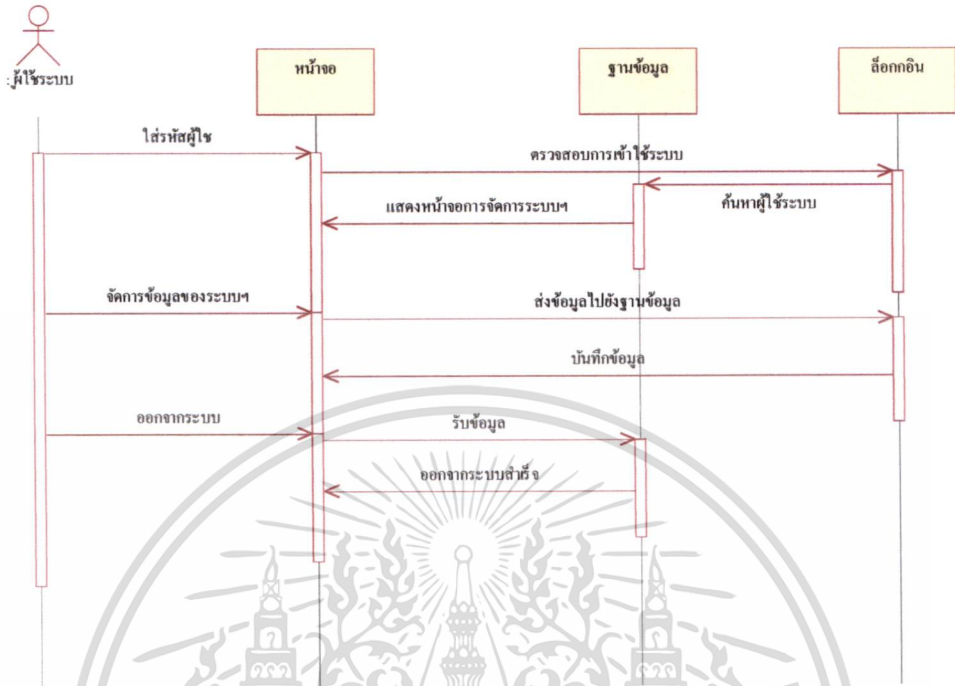 :ผู้ใช้ระบบ
หน้าจอ
ฐานข้อมูล
ล็อกกอิน
ใส่รหัสผู้ใช
ตรวจสอบการเข้าใช้ระบบ
ค้นหาผู้ใช้ระบบ
แสดงหน้าจอการจัดการระบบฯ
จัดการข้อมูลของระบบฯ
ส่งข้อมูลไปยังฐานข้อมูล
บันทึกข้อมูล
ออกจากระบบ
รับข้อมูล
ออกจากระบบสำเร็จ